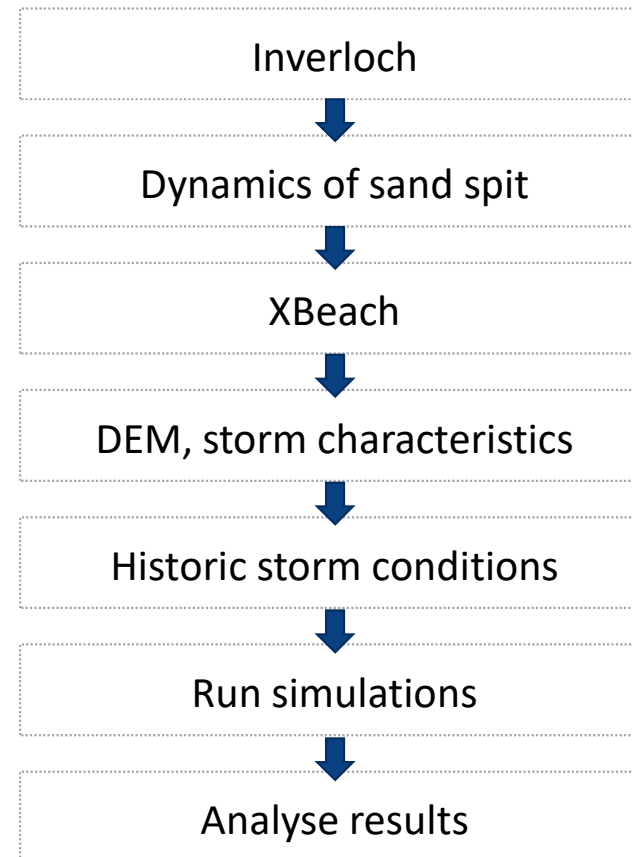 Inverloch
Dynamics of sand spit
XBeach
DEM, storm characteristics
Historic storm conditions
Run simulations
Analyse results